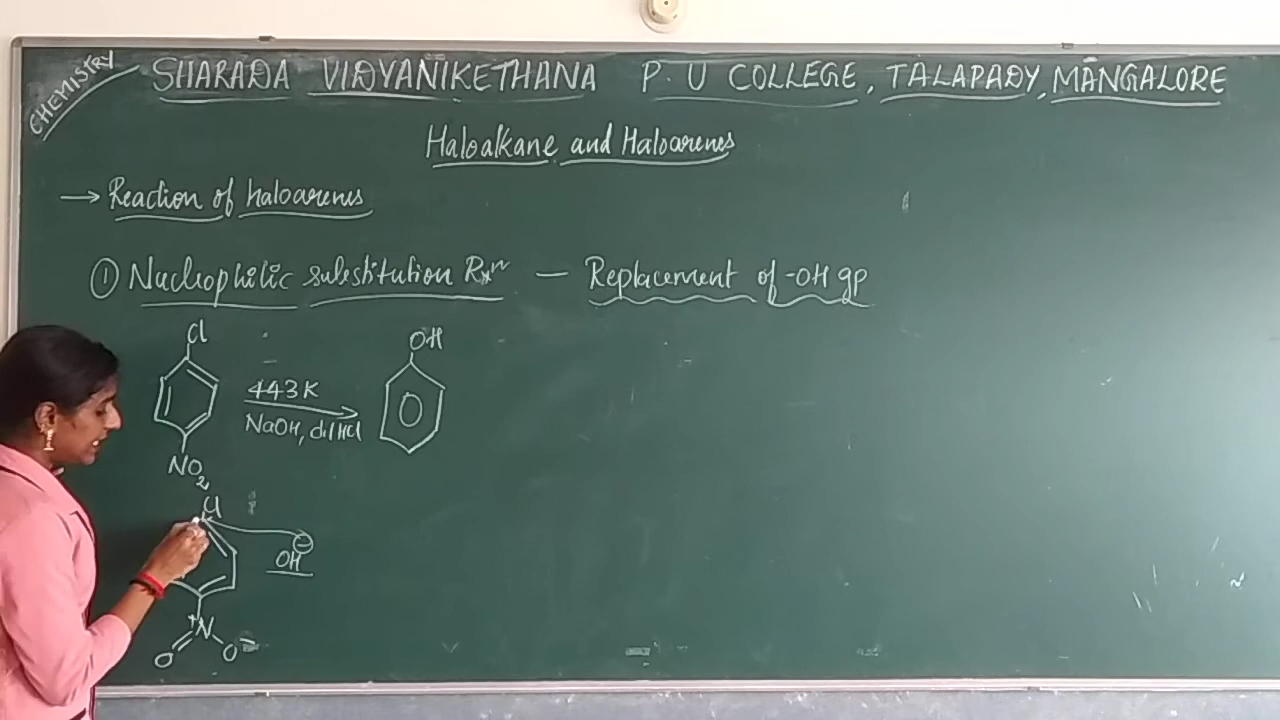 CHEMISTRY
SHARADA VIDYANIKETHANA P.U COLLEGE, TALAPADY, MANGALORE
Haloalkane and Haloarenes
→ Reaction of haloarenes
① Nucleophilic substitution Rxn — Replacement of -OH gp
Cl
OH
443K
NaOH, dil HCl
NO2
Cl
OH⊖
+N
O
O−